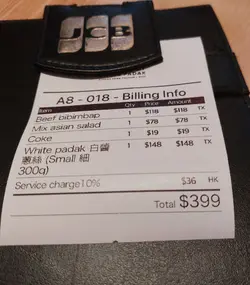 JCB
PADAK
A8 - 018 - Billing Info
Item Qty Price Amount
Beef bibimbap 1 $118 $118 TX
Mix asian salad 1 $78 $78 TX
Coke 1 $19 $19 TX
White padak 白醬 1 $148 $148 TX
蔥絲 (Small 細
300g)
Service charge10% $36 HK
Total $399